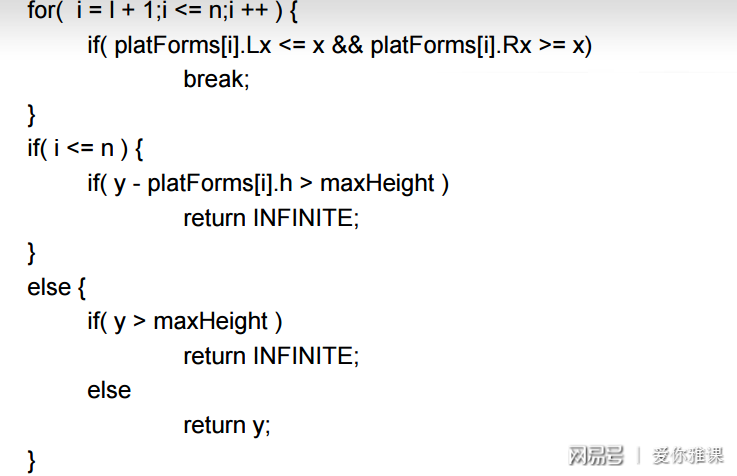 for(  i = l + 1;i <= n;i ++ ) {
if( platForms[i].Lx <= x && platForms[i].Rx >= x)
break;
}
if( i <= n ) {
if( y - platForms[i].h > maxHeight )
return INFINITE;
}
else {
if( y > maxHeight )
return INFINITE;
else
return y;
}
网易号 | 爱你雅课